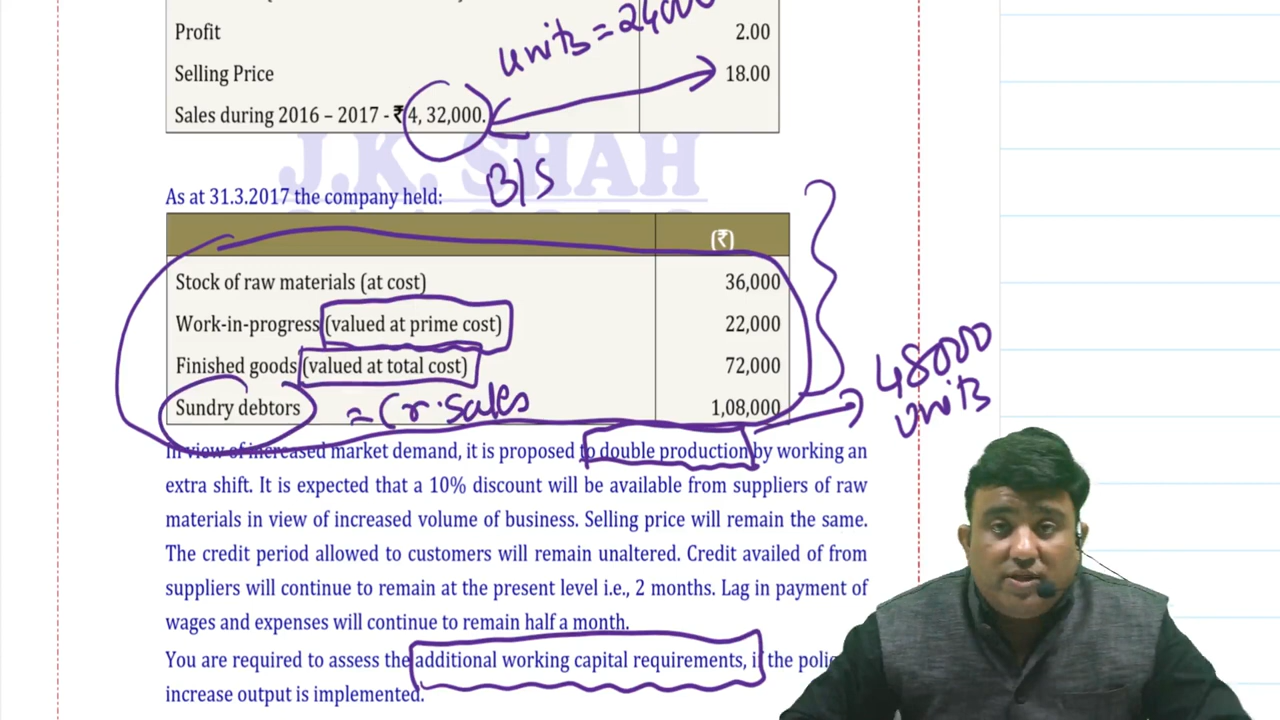 units = 24000
Profit 2.00
Selling Price 18.00
Sales during 2016 – 2017 - ₹ 4, 32,000.
J.K. SHAH
B/S
As at 31.3.2017 the company held:
(₹)
Stock of raw materials (at cost) 36,000
Work-in-progress (valued at prime cost) 22,000
Finished goods (valued at total cost) 72,000
Sundry debtors = Cr. Sales 1,08,000
48000
units
In view of increased market demand, it is proposed to double production by working an
extra shift. It is expected that a 10% discount will be available from suppliers of raw
materials in view of increased volume of business. Selling price will remain the same.
The credit period allowed to customers will remain unaltered. Credit availed of from
suppliers will continue to remain at the present level i.e., 2 months. Lag in payment of
wages and expenses will continue to remain half a month.
You are required to assess the additional working capital requirements, if the
increase output is implemented.